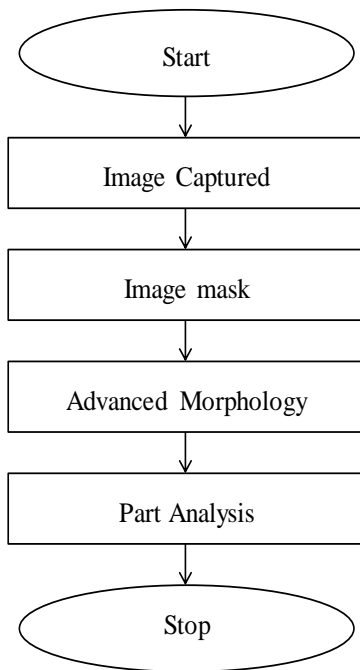 Start
Image Captured
Image mask
Advanced Morphology
Part Analysis
Stop